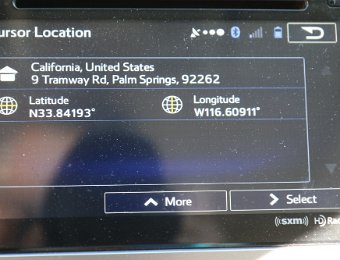 ursor Location
California, United States
9 Tramway Rd, Palm Springs, 92262
Latitude
N33.84193°
Longitude
W116.60911°
More
Select
((sxm)) HD Rad